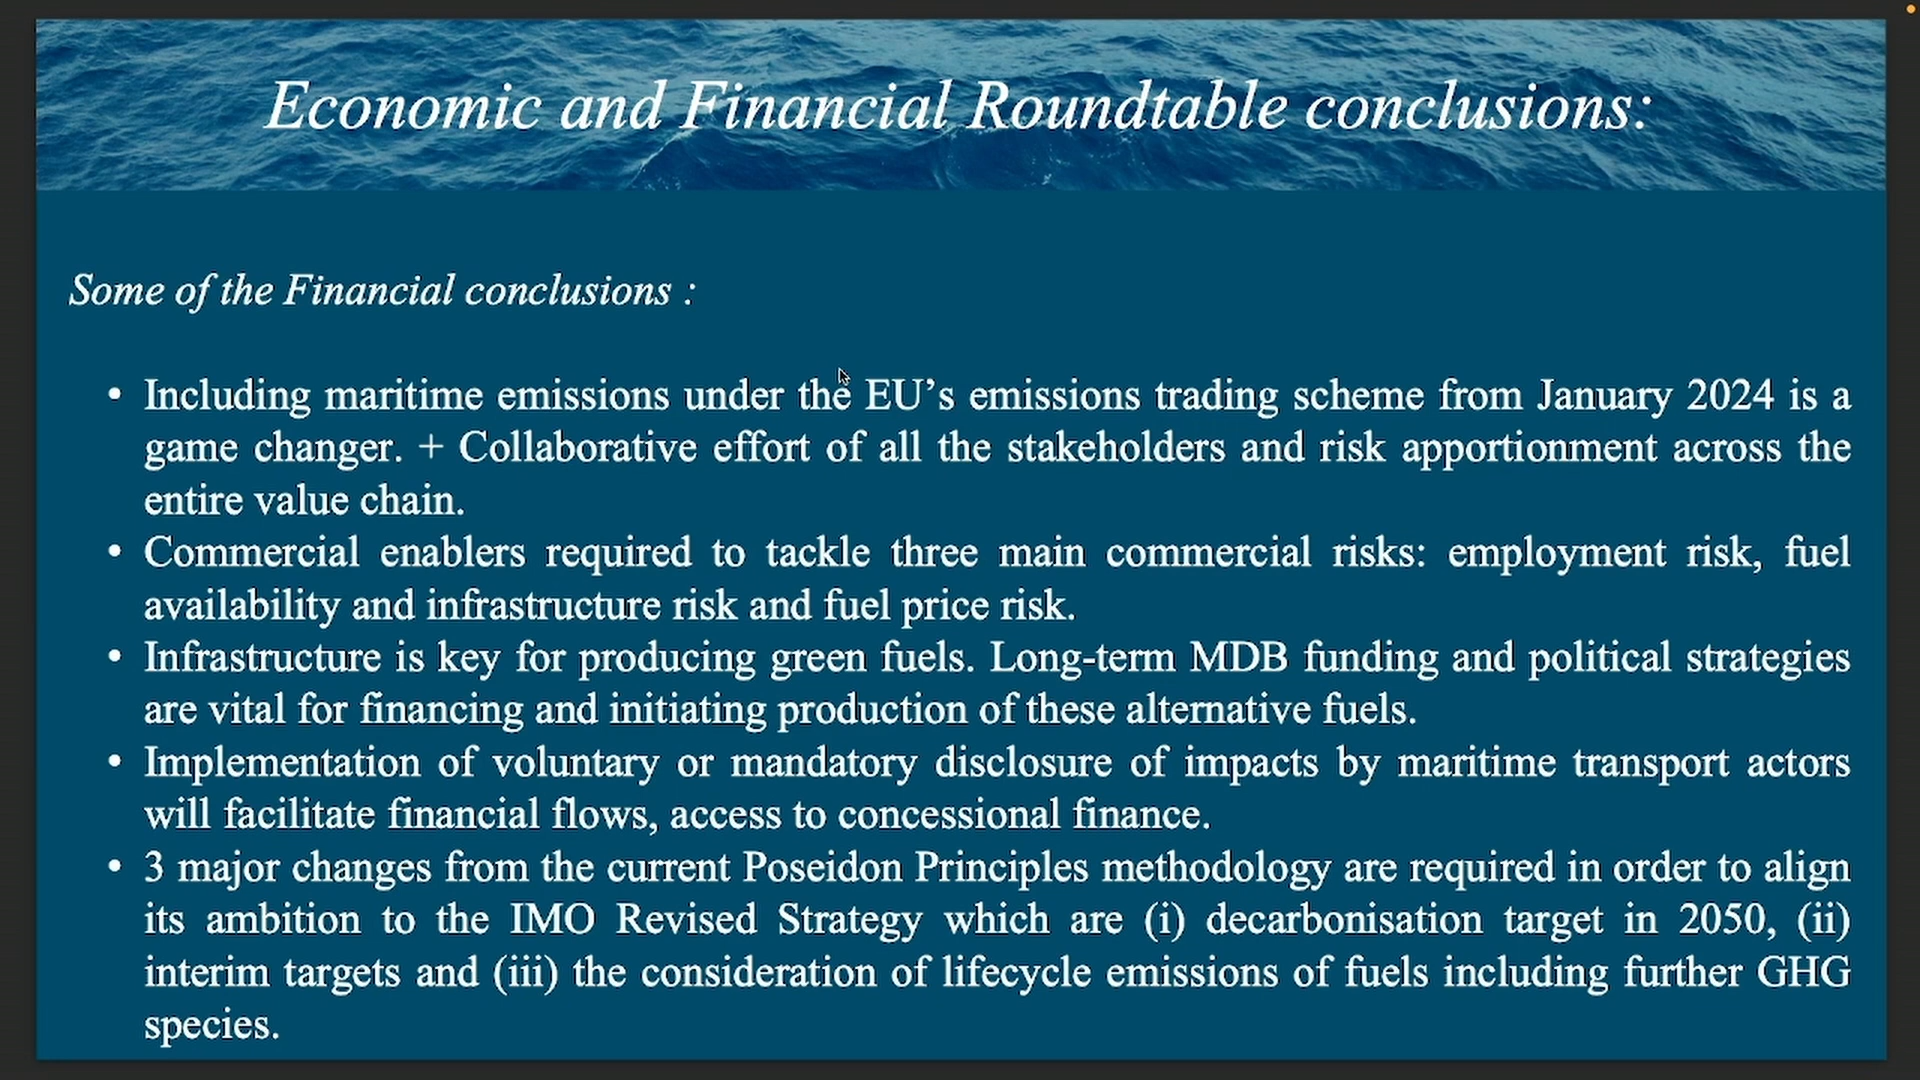 Economic and Financial Roundtable conclusions:
Some of the Financial conclusions :
• Including maritime emissions under the EU’s emissions trading scheme from January 2024 is a
game changer. + Collaborative effort of all the stakeholders and risk apportionment across the
entire value chain.
• Commercial enablers required to tackle three main commercial risks: employment risk, fuel
availability and infrastructure risk and fuel price risk.
• Infrastructure is key for producing green fuels. Long-term MDB funding and political strategies
are vital for financing and initiating production of these alternative fuels.
• Implementation of voluntary or mandatory disclosure of impacts by maritime transport actors
will facilitate financial flows, access to concessional finance.
• 3 major changes from the current Poseidon Principles methodology are required in order to align
its ambition to the IMO Revised Strategy which are (i) decarbonisation target in 2050, (ii)
interim targets and (iii) the consideration of lifecycle emissions of fuels including further GHG
species.